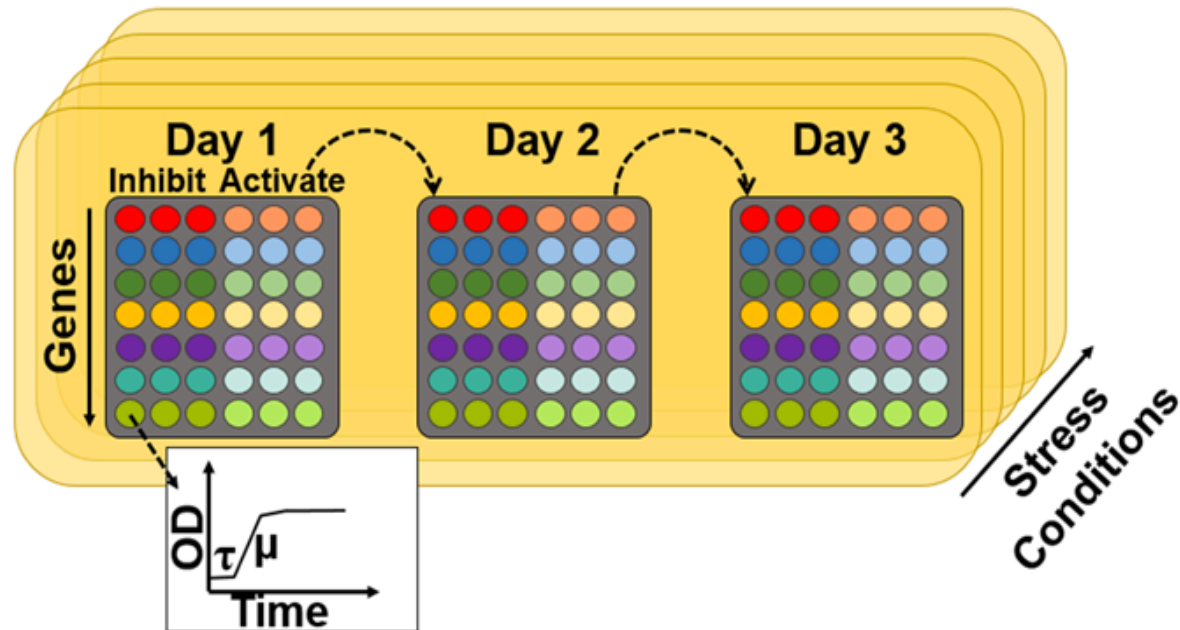 Day 1
Day 2
Day 3
Inhibit Activate
Genes
Stress
Conditions
OD
τ
μ
Time